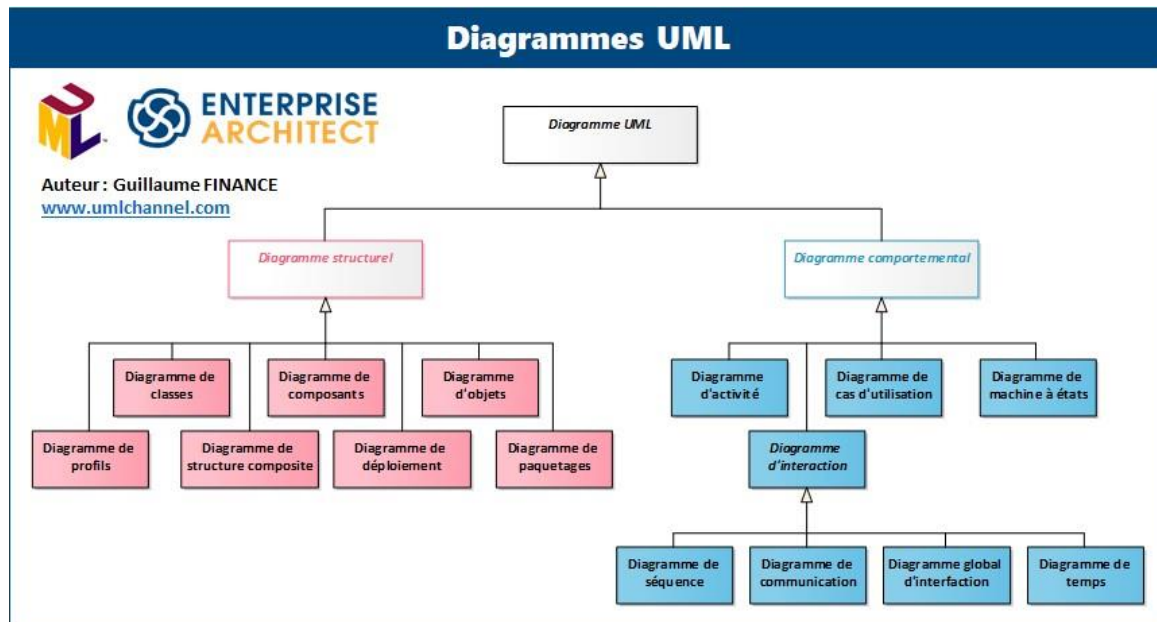 Diagrammes UML
UML
ENTERPRISE
ARCHITECT
Auteur : Guillaume FINANCE
www.umlchannel.com
Diagramme UML
Diagramme structurel
Diagramme comportemental
Diagramme de
classes
Diagramme de
composants
Diagramme
d'objets
Diagramme de
profils
Diagramme de
structure composite
Diagramme de
déploiement
Diagramme de
paquetages
Diagramme
d'activité
Diagramme de
cas d'utilisation
Diagramme de
machine à états
Diagramme
d'interaction
Diagramme de
séquence
Diagramme de
communication
Diagramme global
d'interfaction
Diagramme de
temps